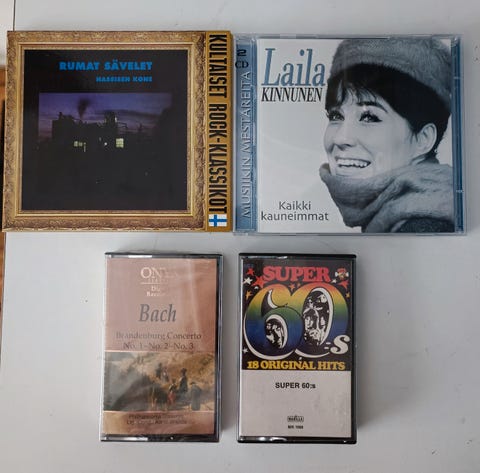 RUMAT SÄVELET
HASSISEN KONE
KULTAISET ROCK-KLASSIKOT
2
CD
MUSIIKIN MESTAREITA
Laila
KINNUNEN
Kaikki
kauneimmat
Bach
Brandenburg Concerto
No. 1 - No. 2 - No. 3
SUPER
60:s
18 ORIGINAL HITS
SUPER 60:s